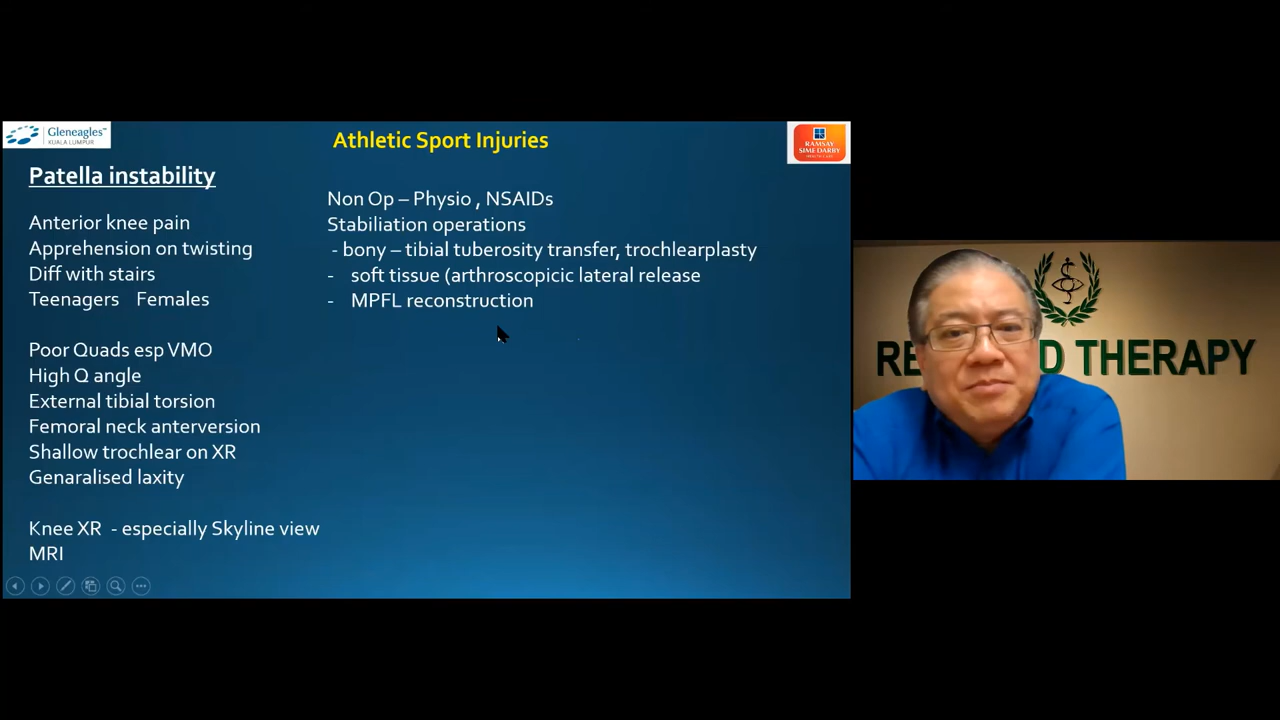 Gleneagles
KUALA LUMPUR
Athletic Sport Injuries
RAMSAY
SIME DARBY
HEALTH CARE
Patella instability
Anterior knee pain
Apprehension on twisting
Diff with stairs
Teenagers Females
Poor Quads esp VMO
High Q angle
External tibial torsion
Femoral neck anterversion
Shallow trochlear on XR
Genaralised laxity
Knee XR - especially Skyline view
MRI
Non Op – Physio , NSAIDs
Stabiliation operations
- bony – tibial tuberosity transfer, trochlearplasty
- soft tissue (arthroscopicic lateral release
- MPFL reconstruction
THERAPY